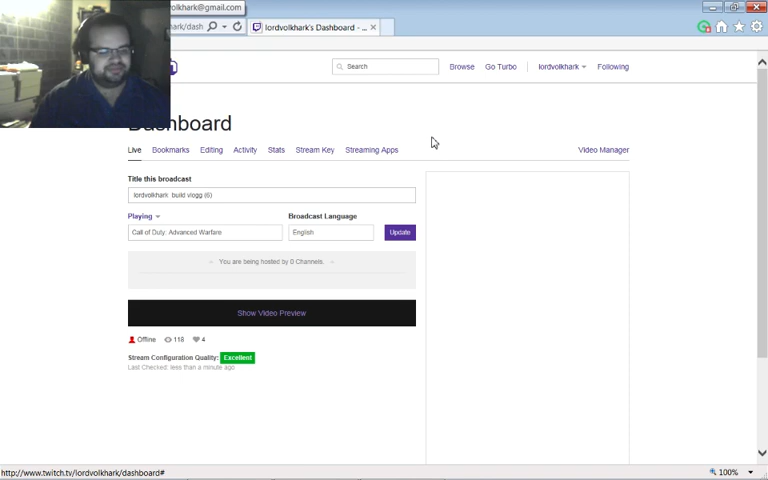 volkhark@gmail.com
hark/dash
lordvolkhark's Dashboard - ...
Search
Browse
Go Turbo
lordvolkhark
Following
Dashboard
Live
Bookmarks
Editing
Activity
Stats
Stream Key
Streaming Apps
Video Manager
Title this broadcast
lordvolkhark build vlogg (6)
Playing
Broadcast Language
Call of Duty: Advanced Warfare
English
Update
You are being hosted by 0 Channels.
Show Video Preview
Offline
118
4
Stream Configuration Quality: Excellent
Last Checked: less than a minute ago
http://www.twitch.tv/lordvolkhark/dashboard#
100%